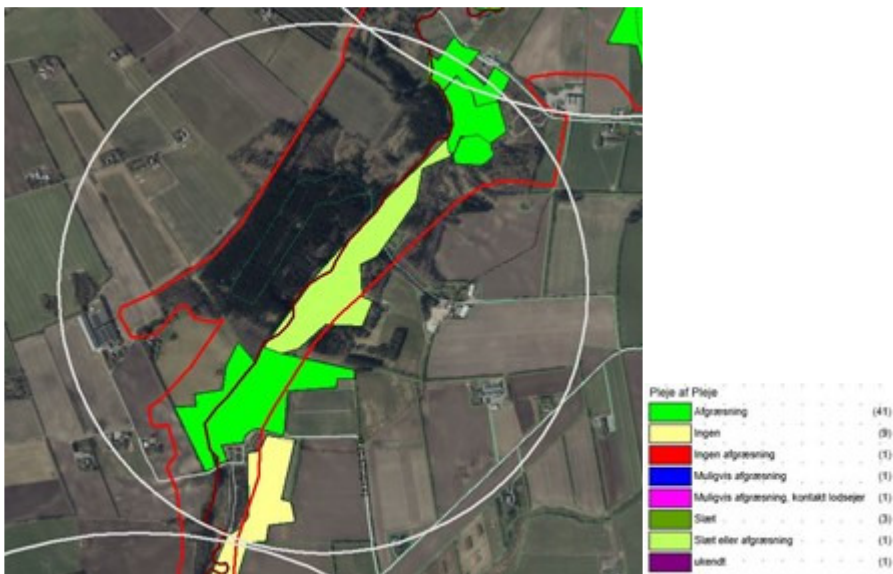 Pleje af Pleje
Afgræsning (41)
Ingen (9)
Ingen afgræsning (1)
Muligvis afgræsning (1)
Muligvis afgræsning, kontakt lodsejer (1)
Slæt (3)
Slæt eller afgræsning (1)
ukendt (1)